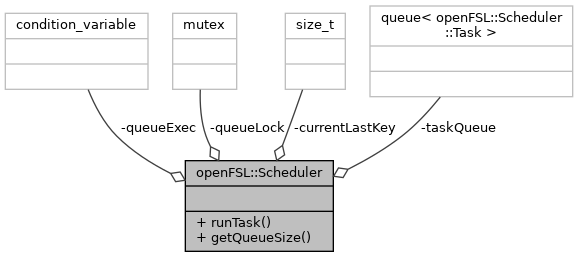 condition_variable
mutex
size_t
queue< openFSL::Scheduler
::Task >
-queueExec
-queueLock
-currentLastKey
-taskQueue
openFSL::Scheduler
+ runTask()
+ getQueueSize()